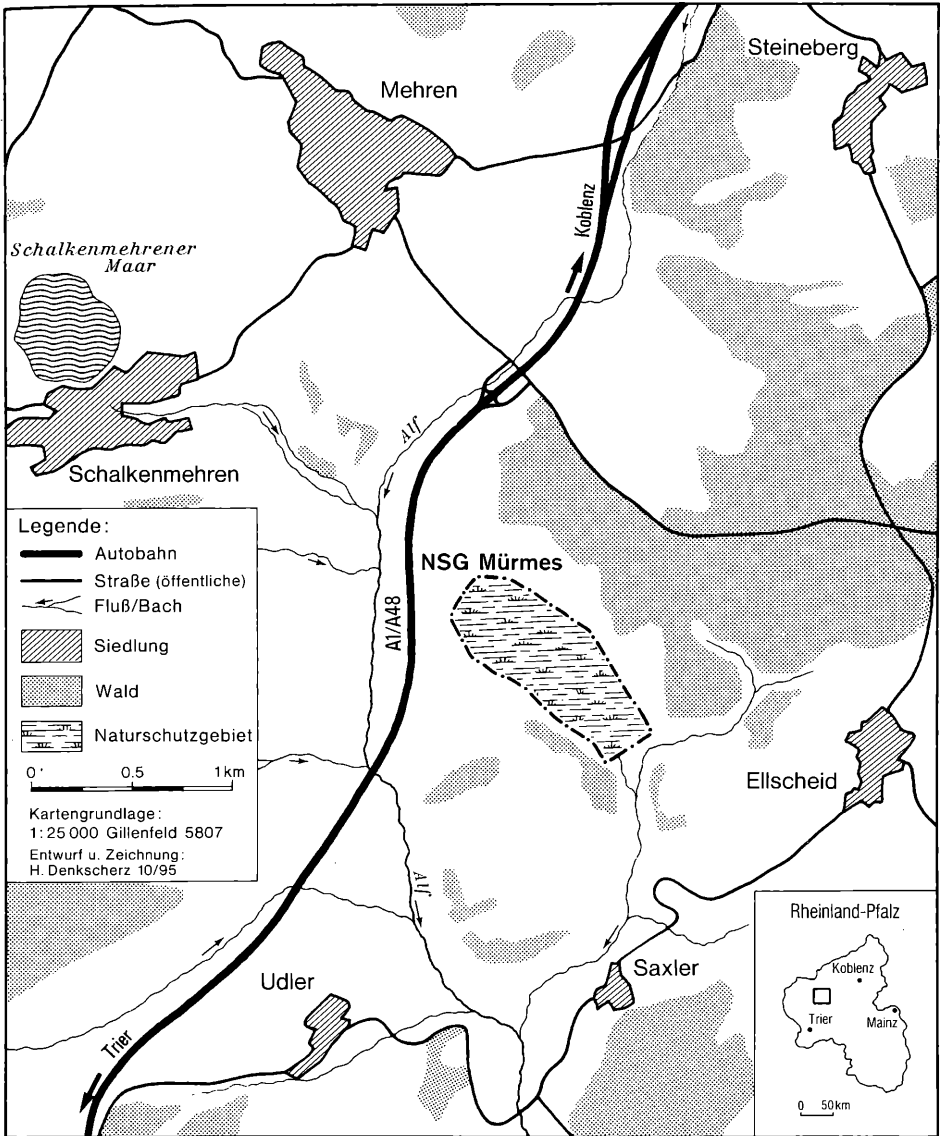 Steineberg
Mehren
Koblenz
Schalkenmehrener
Maar
Alf
Schalkenmehren
Legende:
Autobahn
Straße (öffentliche)
Fluß/Bach
Siedlung
Wald
Naturschutzgebiet
0 0.5 1km
Kartengrundlage:
1:25 000 Gillenfeld 5807
Entwurf u. Zeichnung:
H. Denkscherz 10/95
NSG Mürmes
A1/A48
Ellscheid
Alf
Udler
Saxler
Trier
Rheinland-Pfalz
Koblenz
Trier
Mainz
0 50km